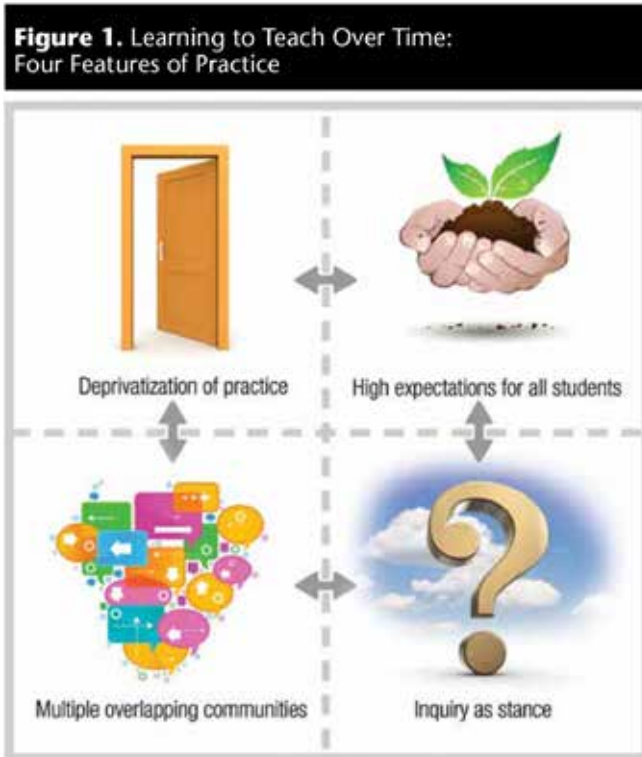 Figure 1. Learning to Teach Over Time:
Four Features of Practice
Deprivatization of practice
High expectations for all students
Multiple overlapping communities
Inquiry as stance